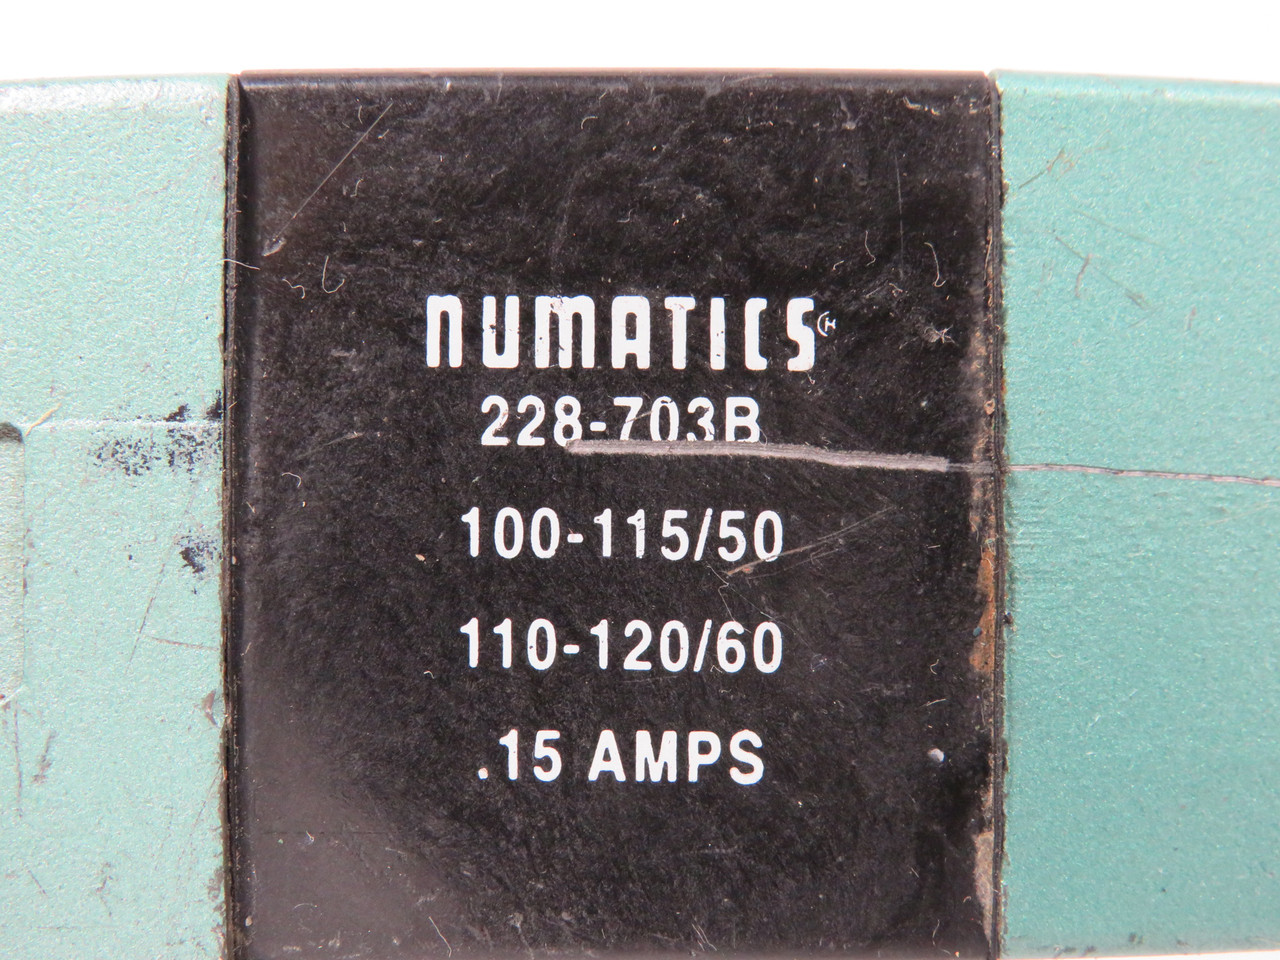 NUMATICS
228-703B
100-115/50
110-120/60
.15 AMPS